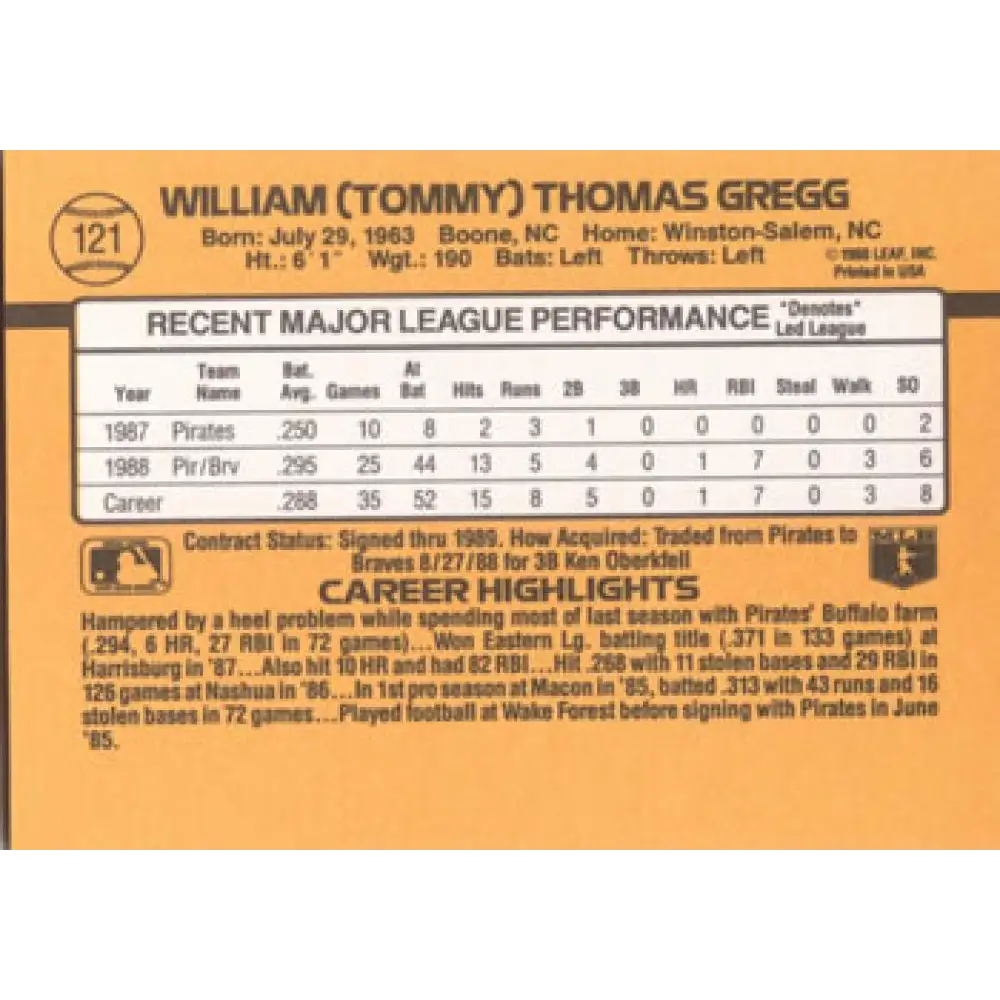 121
WILLIAM (TOMMY) THOMAS GREGG
Born: July 29, 1963 Boone, NC Home: Winston-Salem, NC
Ht.: 6'1" Wgt.: 190 Bats: Left Throws: Left
© 1988 LEAF, INC.
Printed in USA
RECENT MAJOR LEAGUE PERFORMANCE "Denotes" Led League
Year Team Name Bat. Avg. Games At Bat Hits Runs 2B 3B HR RBI Steal Walk SO
1987 Pirates .250 10 8 2 3 1 0 0 0 0 0 2
1988 Pir/Brv .295 25 44 13 5 4 0 1 7 0 3 6
Career .288 35 52 15 8 5 0 1 7 0 3 8
Contract Status: Signed thru 1989. How Acquired: Traded from Pirates to
Braves 8/27/88 for 3B Ken Oberkfell
CAREER HIGHLIGHTS
Hampered by a heel problem while spending most of last season with Pirates' Buffalo farm
(.294, 6 HR, 27 RBI in 72 games)...Won Eastern Lg. batting title (.371 in 133 games) at
Harrisburg in '87...Also hit 10 HR and had 82 RBI...Hit .268 with 11 stolen bases and 29 RBI in
126 games at Nashua in '86...In 1st pro season at Macon in '85, batted .313 with 43 runs and 16
stolen bases in 72 games...Played football at Wake Forest before signing with Pirates in June
'85.